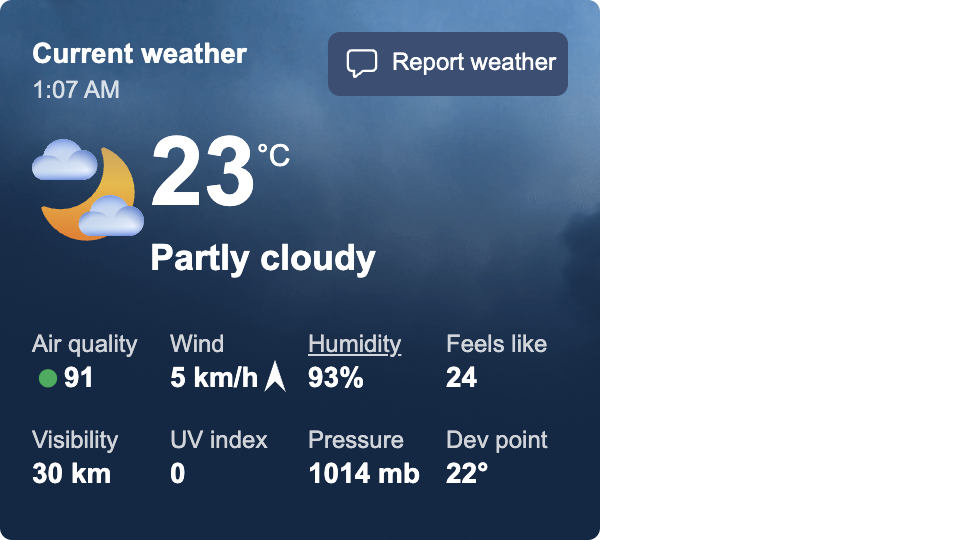 Current weather
1:07 AM
Report weather
23 °C
Partly cloudy
Air quality Wind Humidity Feels like
91 5 km/h 93% 24
Visibility UV index Pressure Dev point
30 km 0 1014 mb 22°